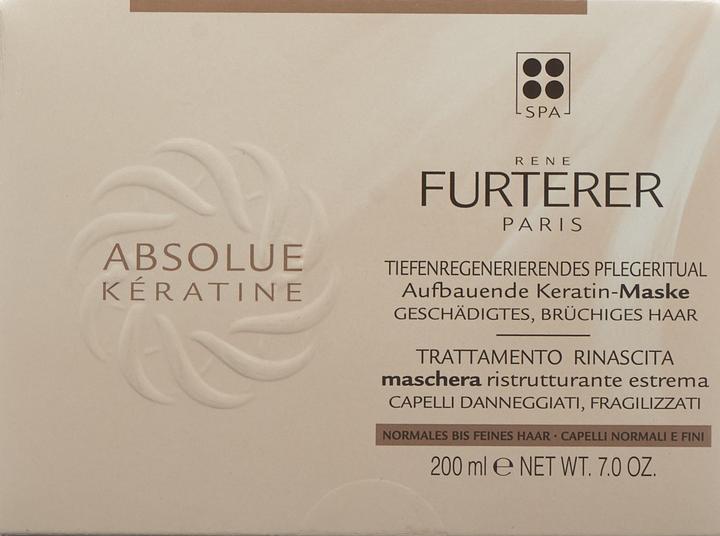 SPA
RENE
FURTERER
PARIS
ABSOLUE
KÉRATINE
TIEFENREGENERIERENDES PFLEGERITUAL
Aufbauende Keratin-Maske
GESCHÄDIGTES, BRÜCHIGES HAAR
TRATTAMENTO RINASCITA
maschera ristrutturante estrema
CAPELLI DANNEGGIATI, FRAGILIZZATI
NORMALES BIS FEINES HAAR · CAPELLI NORMALI E FINI
200 ml ℮ NET WT. 7.0 OZ.